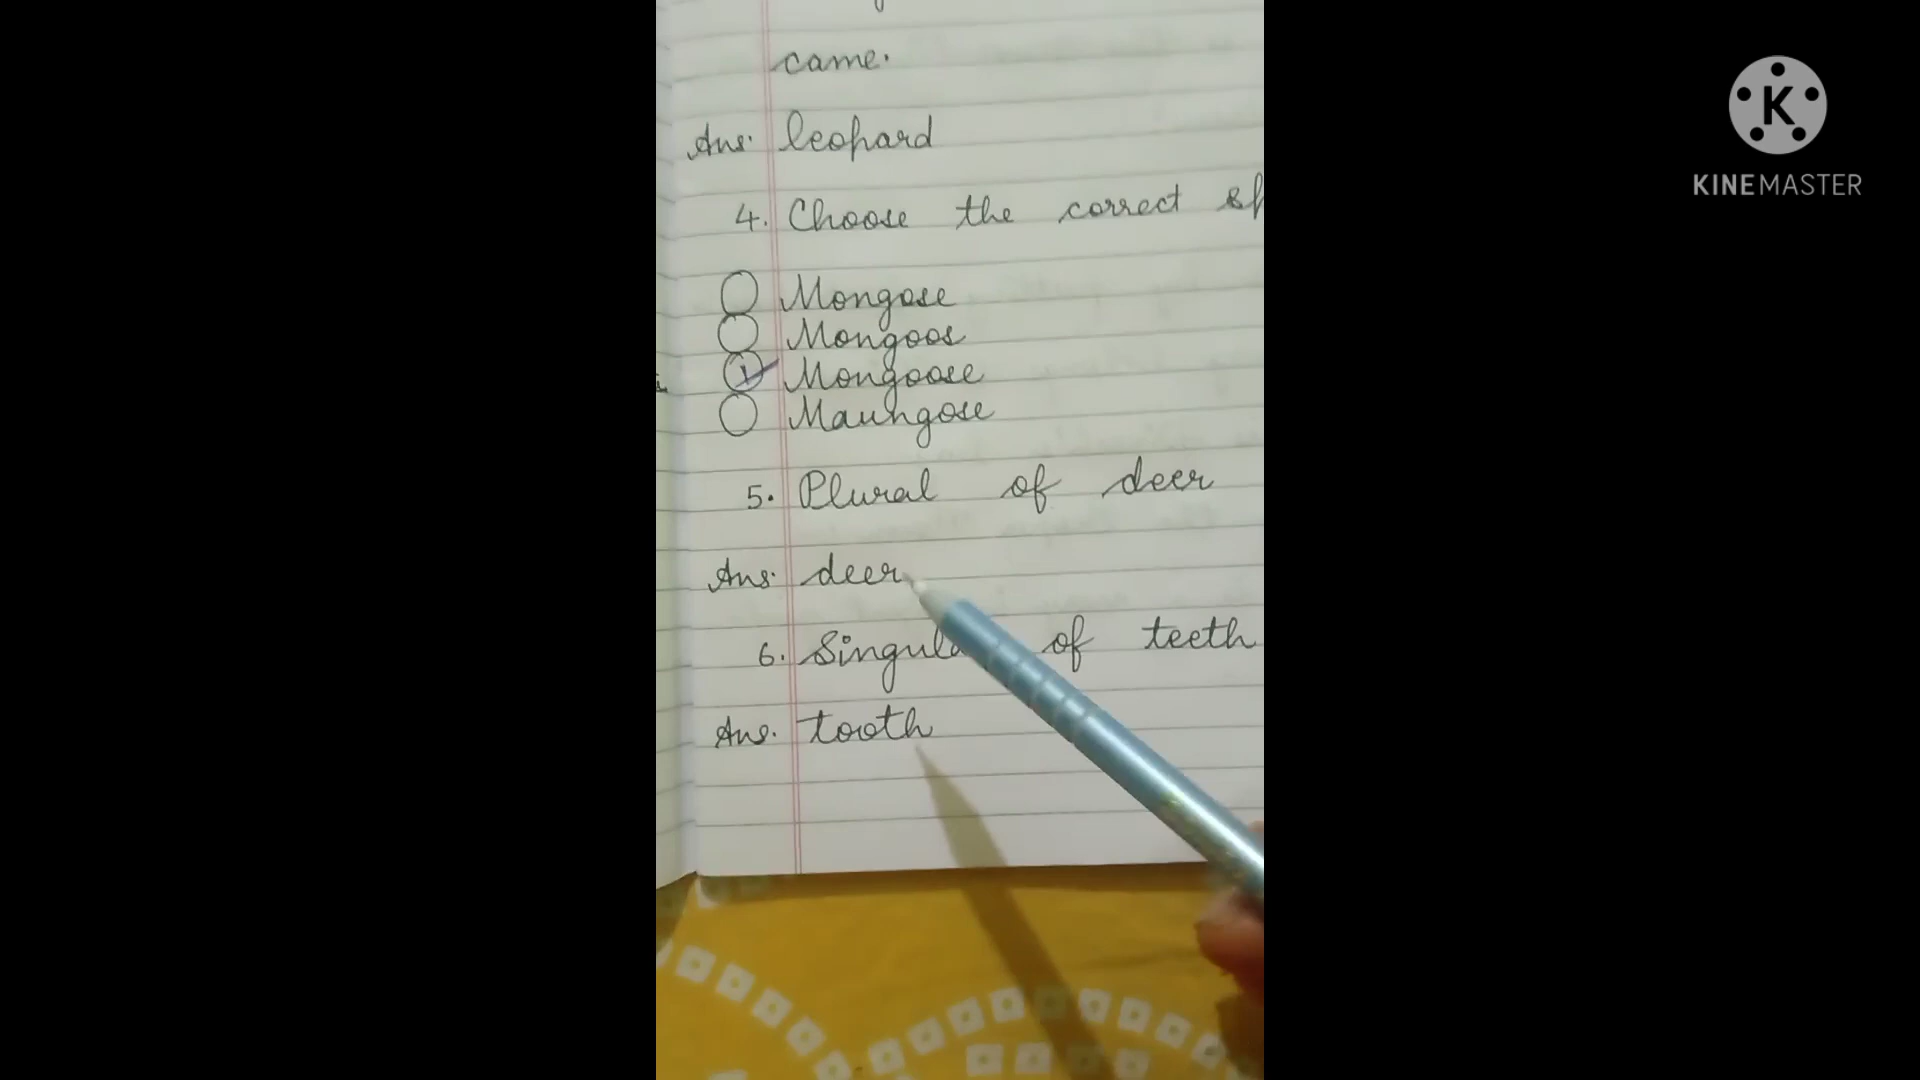 came.
Ans. leopard
4. Choose the correct
Mongose
Mongoos
Mongoose
Maungose
5. Plural of deer
Ans. deer
6. of teeth
Ans. tooth
K
KINEMASTER